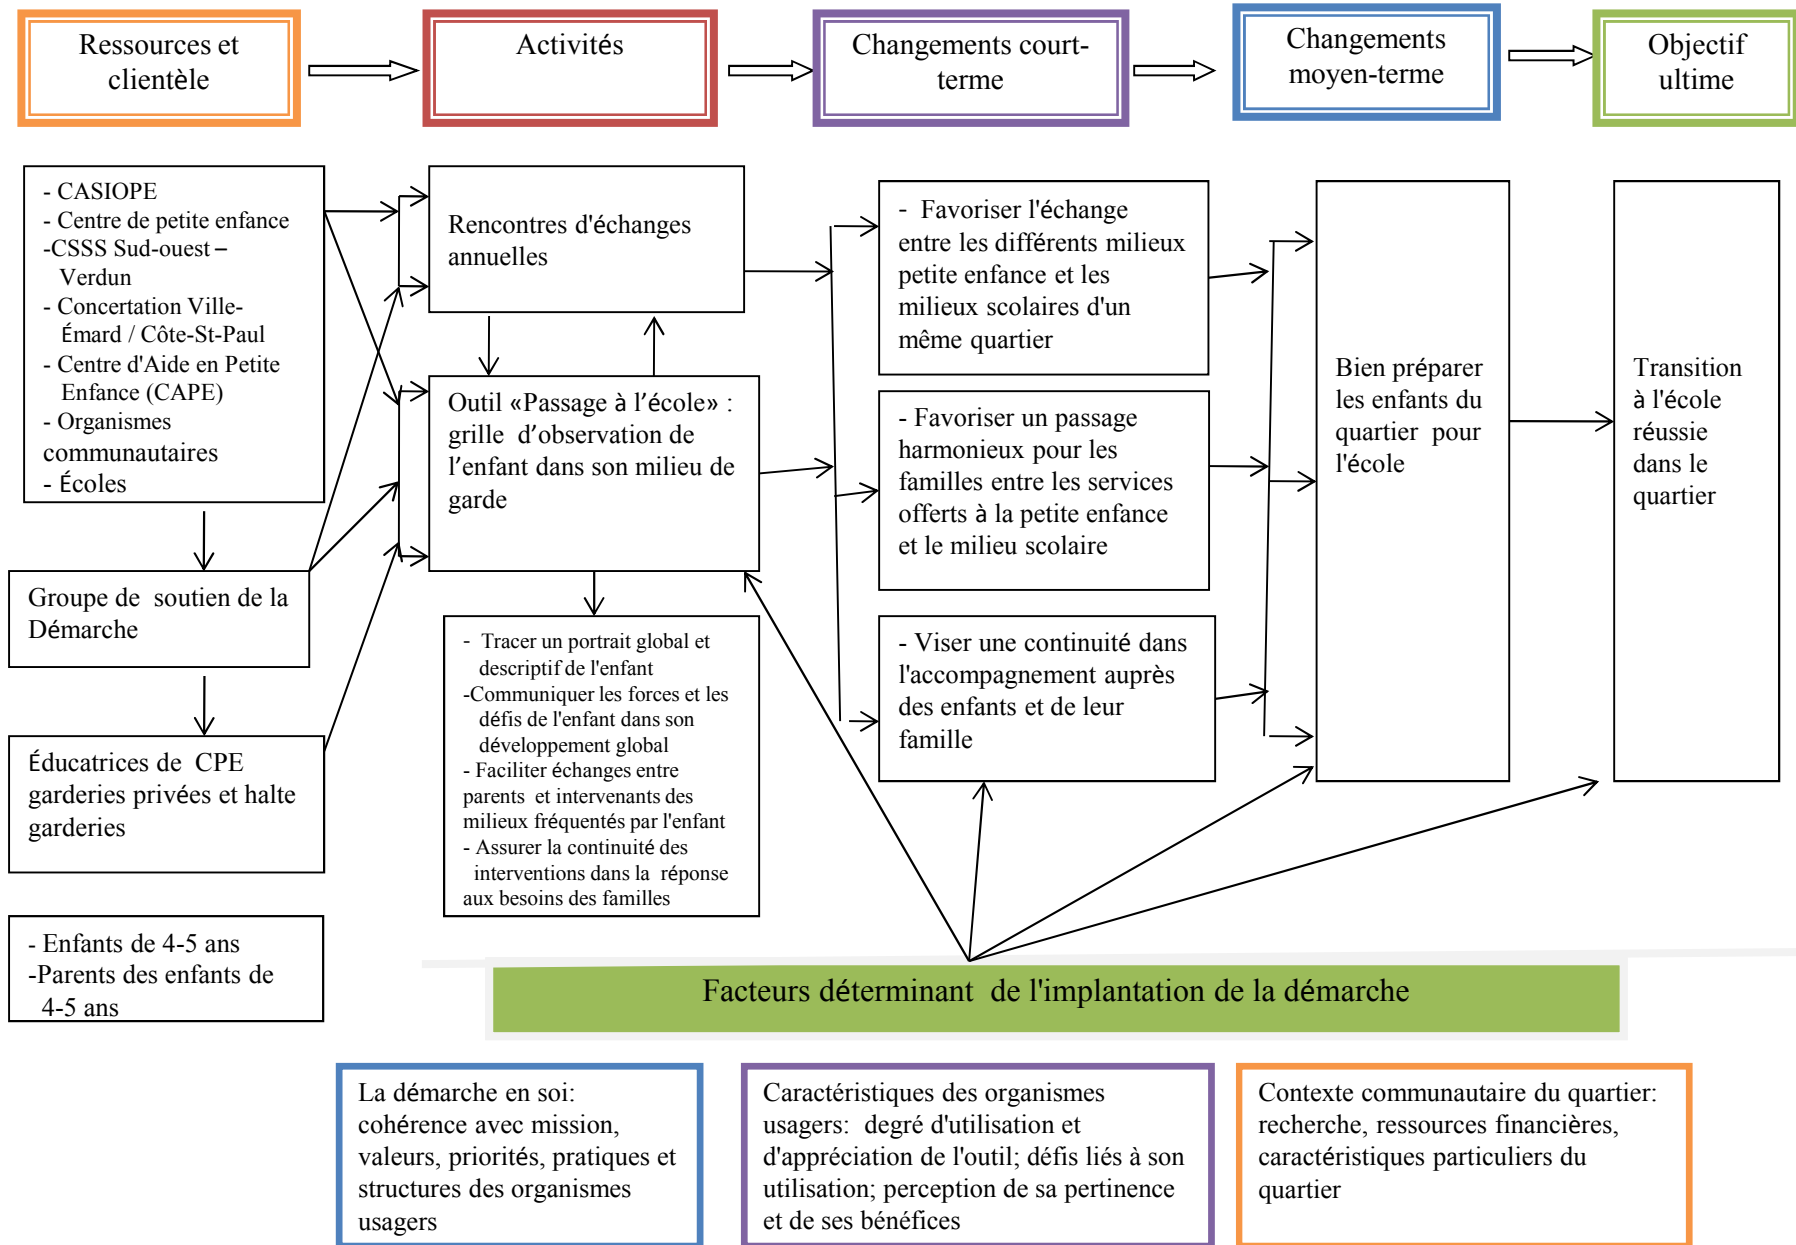 Ressources et
clientèle
Activités
Changements court-
terme
Changements
moyen-terme
Objectif
ultime
- CASIOPE
- Centre de petite enfance
-CSSS Sud-ouest –
Verdun
- Concertation Ville-
Émard / Côte-St-Paul
- Centre d'Aide en Petite
Enfance (CAPE)
- Organismes
communautaires
- Écoles
Groupe de soutien de la
Démarche
Éducatrices de CPE
garderies privées et halte
garderies
- Enfants de 4-5 ans
-Parents des enfants de
4-5 ans
Rencontres d'échanges
annuelles
Outil «Passage à l’école» :
grille d’observation de
l’enfant dans son milieu de
garde
- Tracer un portrait global et
descriptif de l'enfant
-Communiquer les forces et les
défis de l'enfant dans son
développement global
- Faciliter échanges entre
parents et intervenants des
milieux fréquentés par l'enfant
- Assurer la continuité des
interventions dans la réponse
aux besoins des familles
- Favoriser l'échange
entre les différents milieux
petite enfance et les
milieux scolaires d'un
même quartier
- Favoriser un passage
harmonieux pour les
familles entre les services
offerts à la petite enfance
et le milieu scolaire
- Viser une continuité dans
l'accompagnement auprès
des enfants et de leur
famille
Bien préparer
les enfants du
quartier pour
l'école
Transition
à l'école
réussie
dans le
quartier
Facteurs déterminant de l'implantation de la démarche
La démarche en soi:
cohérence avec mission,
valeurs, priorités, pratiques et
structures des organismes
usagers
Caractéristiques des organismes
usagers: degré d'utilisation et
d'appréciation de l'outil; défis liés à son
utilisation; perception de sa pertinence
et de ses bénéfices
Contexte communautaire du quartier:
recherche, ressources financières,
caractéristiques particuliers du
quartier